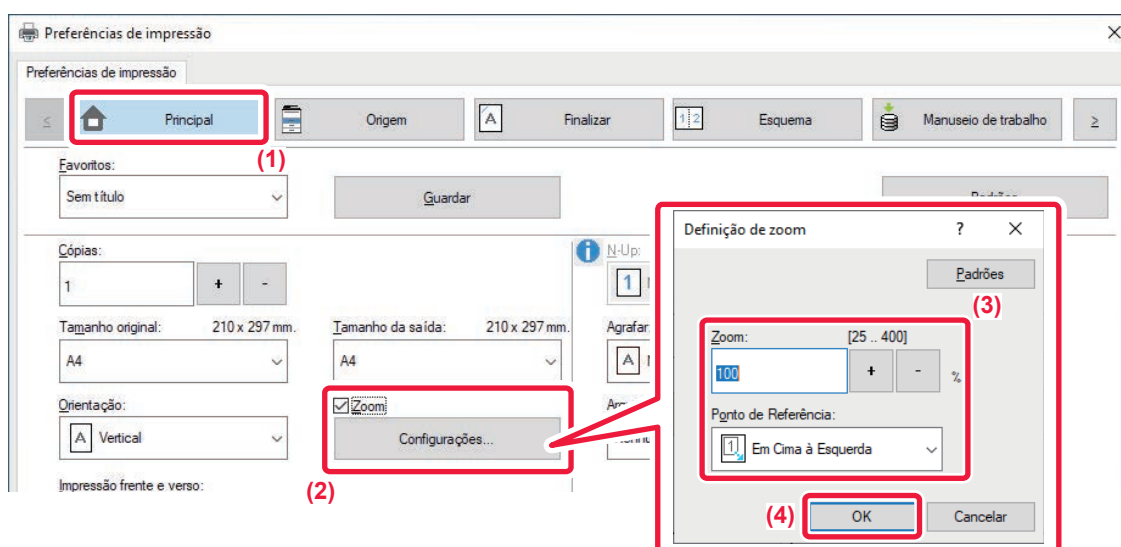 Preferências de impressão
Preferências de impressão
≤ Principal Origem Finalizar Esquema Manuseio de trabalho ≥
(1)
Favoritos:
Sem título
Guardar
Cópias:
1 + -
N-Up:
1
Tamanho original: 210 x 297 mm.
A4
Tamanho da saída: 210 x 297 mm.
A4
Agrafar
Orientação:
Vertical
Zoom
Configurações...
(2)
Impressão frente e verso:
Definição de zoom ? ×
Padrões
(3)
Zoom: [25 .. 400]
100 + - %
Ponto de Referência:
Em Cima à Esquerda
(4)
OK Cancelar